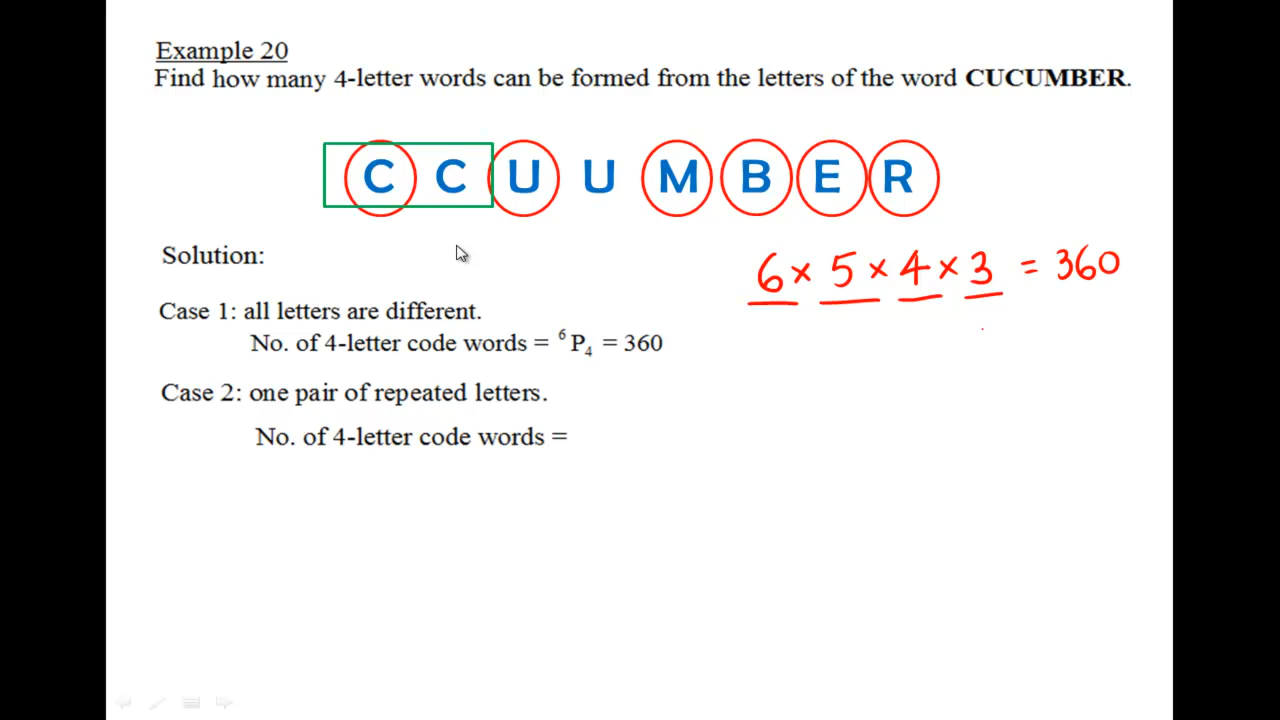 Example 20
Find how many 4-letter words can be formed from the letters of the word CUCUMBER.
C C U U M B E R
Solution:
6 × 5 × 4 × 3 = 360
Case 1: all letters are different.
No. of 4-letter code words = ⁶P₄ = 360
Case 2: one pair of repeated letters.
No. of 4-letter code words =